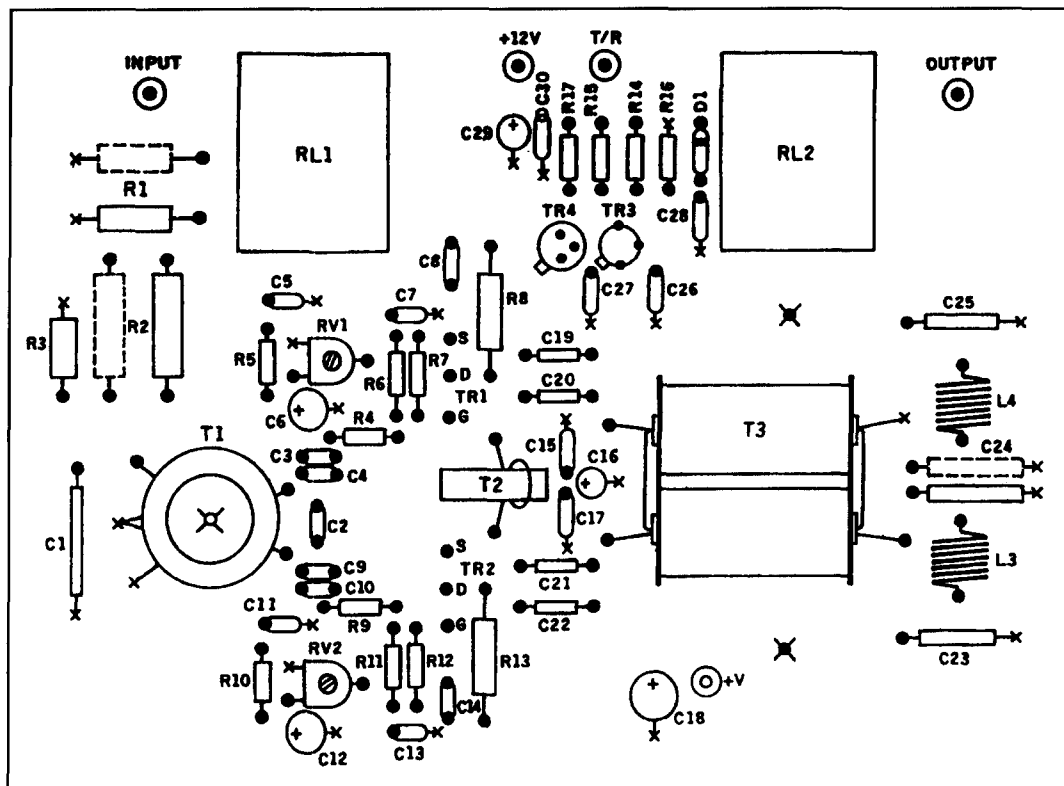 +12V
T/R
INPUT
OUTPUT
C30
R17
R15
R14
R16
D1
C29
RL1
RL2
R1
TR4
TR3
C28
C8
C5
C7
R8
C27
C26
C25
R3
R2
RV1
S
R5
R6
R7
C19
D
TR1
C20
L4
C6
R4
G
T3
T1
C15
C16
C3
C4
C24
T2
C1
C2
C17
S
L3
C9
TR2
C21
C10
D
C11
R9
C22
G
RV2
R10
R11
R12
R13
C23
+V
C14
C18
C12
C13